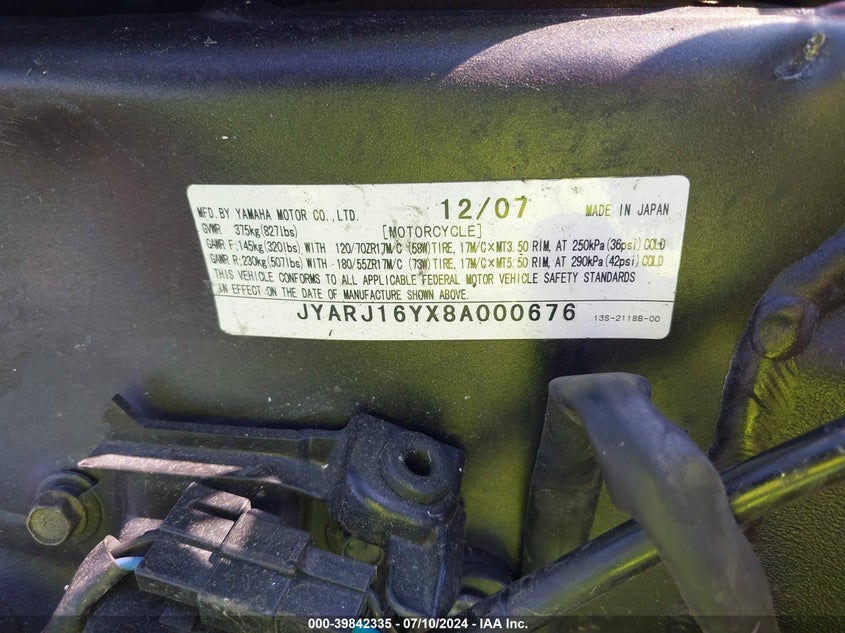 MFD.BY YAMAHA MOTOR CO.,LTD. 12/07 MADE IN JAPAN
GVWR 375kg(827lbs) [MOTORCYCLE]
GAWR F:145kg(320lbs) WITH 120/70ZR17M/C (58W)TIRE, 17M/C×MT3.50 RIM, AT 250kPa(36psi)COLD
GAWR R:230kg(507lbs) WITH 180/55ZR17M/C (73W)TIRE, 17M/C×MT5.50 RIM, AT 290kPa(42psi)COLD
THIS VEHICLE CONFORMS TO ALL APPLICABLE FEDERAL MOTOR VEHICLE SAFETY STANDARDS
IN EFFECT ON THE DATE OF MANUFACTURE SHOWN ABOVE.
JYARJ16YX8A000676 13S-2118B-00
000-39842335 - 07/10/2024 - IAA Inc.